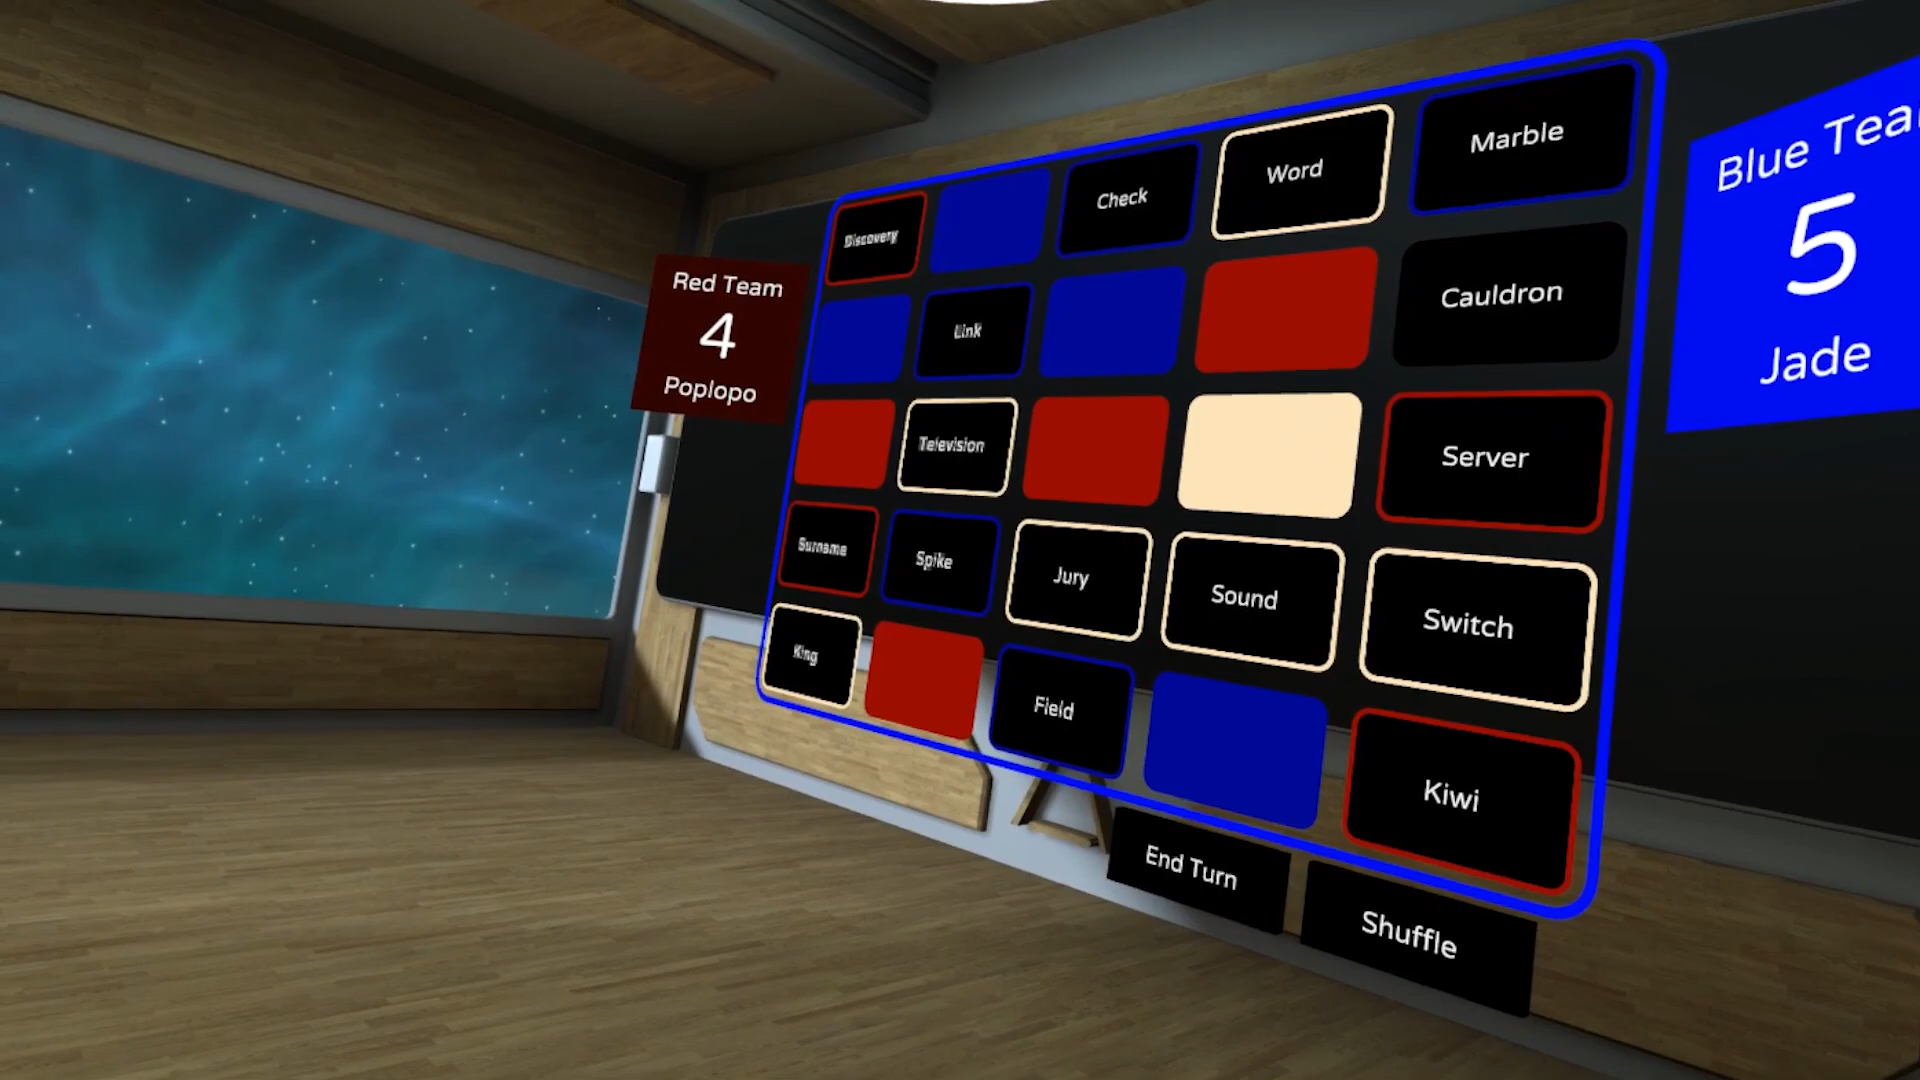 Discovery
Check
Word
Marble
Link
Cauldron
Television
Server
Surname
Spike
Jury
Sound
Switch
King
Field
Kiwi
Red Team
4
Poplopo
Blue Tea
5
Jade
End Turn
Shuffle